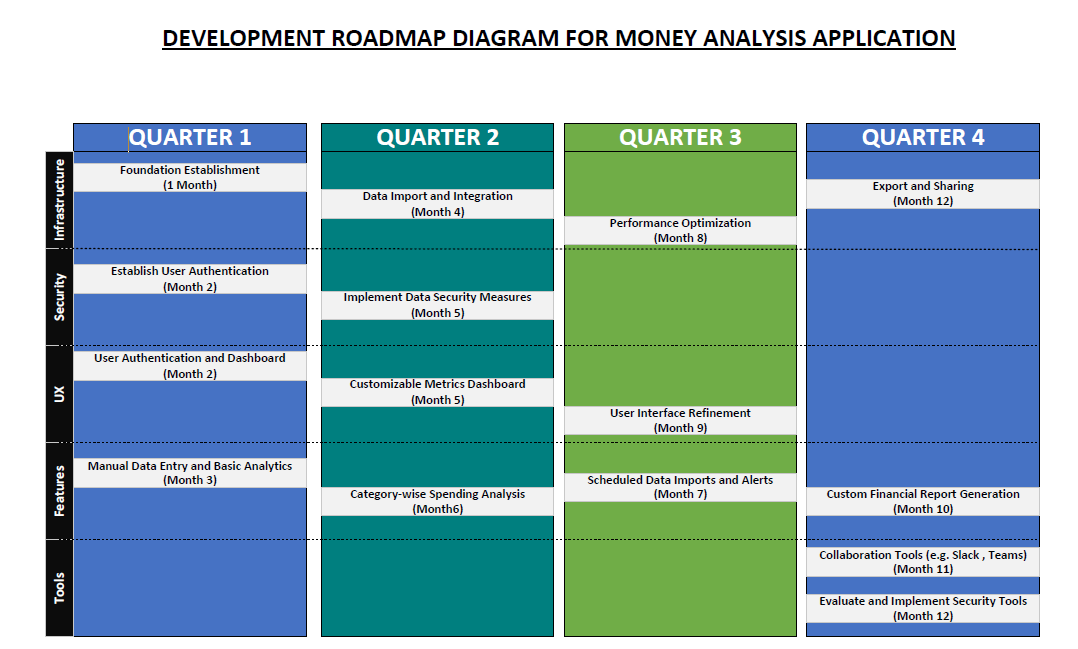 DEVELOPMENT ROADMAP DIAGRAM FOR MONEY ANALYSIS APPLICATION
QUARTER 1
QUARTER 2
QUARTER 3
QUARTER 4
Infrastructure
Foundation Establishment
(1 Month)
Data Import and Integration
(Month 4)
Performance Optimization
(Month 8)
Export and Sharing
(Month 12)
Security
Establish User Authentication
(Month 2)
Implement Data Security Measures
(Month 5)
UX
User Authentication and Dashboard
(Month 2)
Customizable Metrics Dashboard
(Month 5)
User Interface Refinement
(Month 9)
Features
Manual Data Entry and Basic Analytics
(Month 3)
Category-wise Spending Analysis
(Month6)
Scheduled Data Imports and Alerts
(Month 7)
Custom Financial Report Generation
(Month 10)
Tools
Collaboration Tools (e.g. Slack , Teams)
(Month 11)
Evaluate and Implement Security Tools
(Month 12)